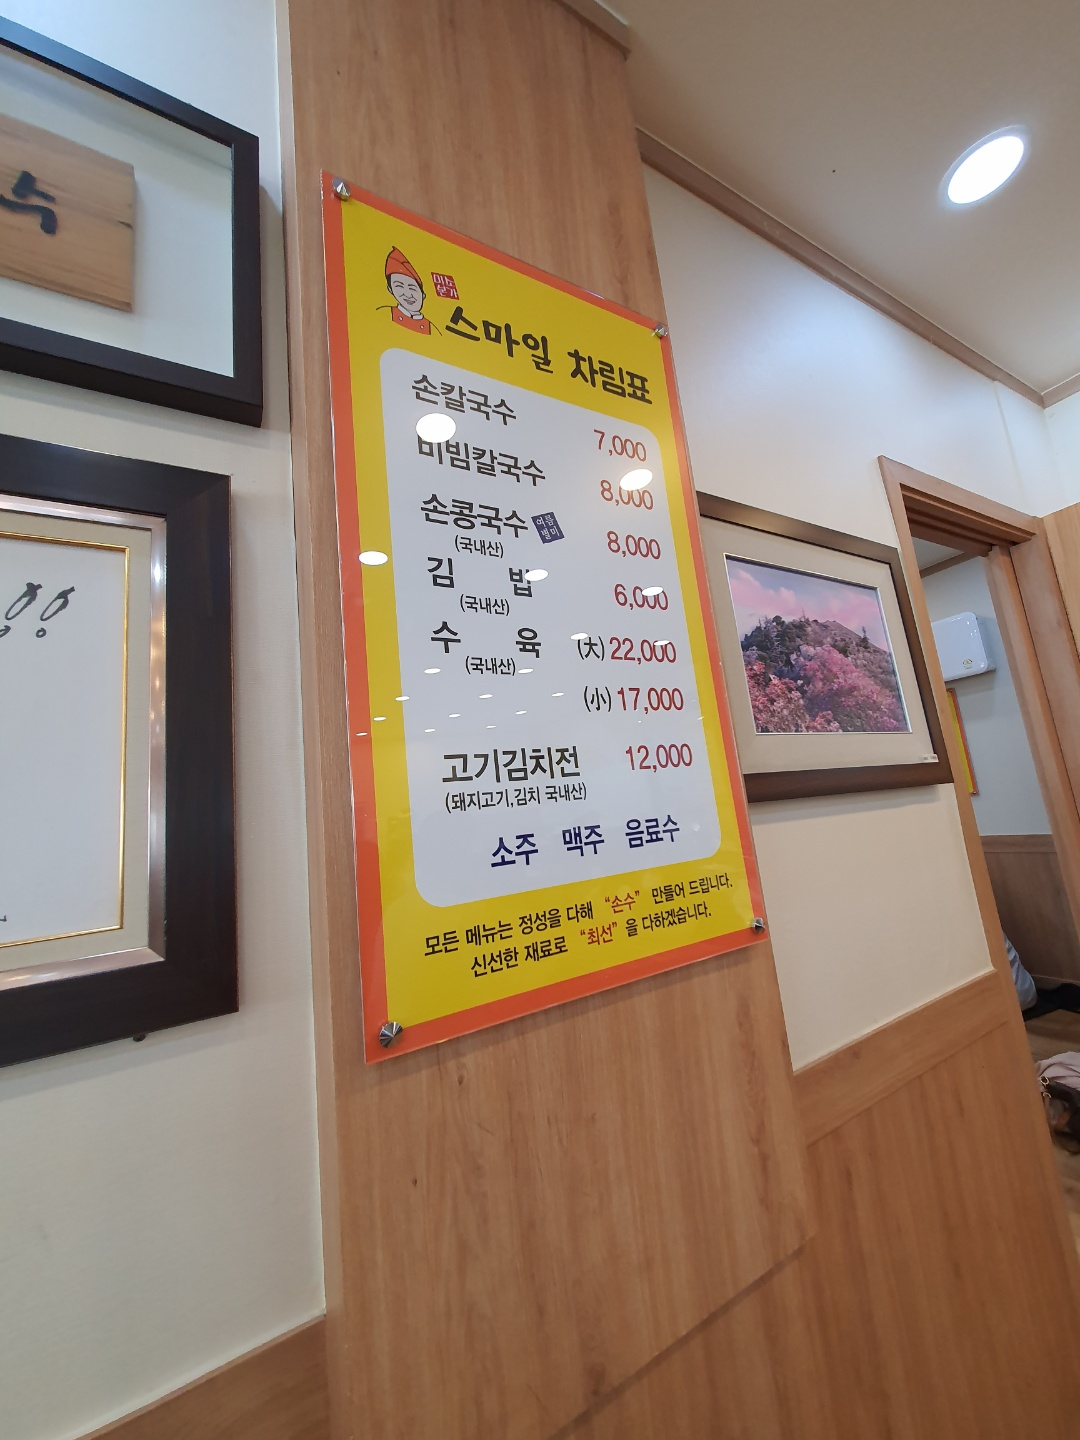 수
스마일 차림표
손칼국수 7,000
비빔칼국수 8,000
손콩국수 여름 별미 8,000
(국내산)
김 밥 6,000
(국내산)
수 육 (大) 22,000
(국내산)
(小) 17,000
고기김치전 12,000
(돼지고기,김치 국내산)
소주 맥주 음료수
모든 메뉴는 정성을 다해 “손수” 만들어 드립니다.
신선한 재료로 “최선”을 다하겠습니다.